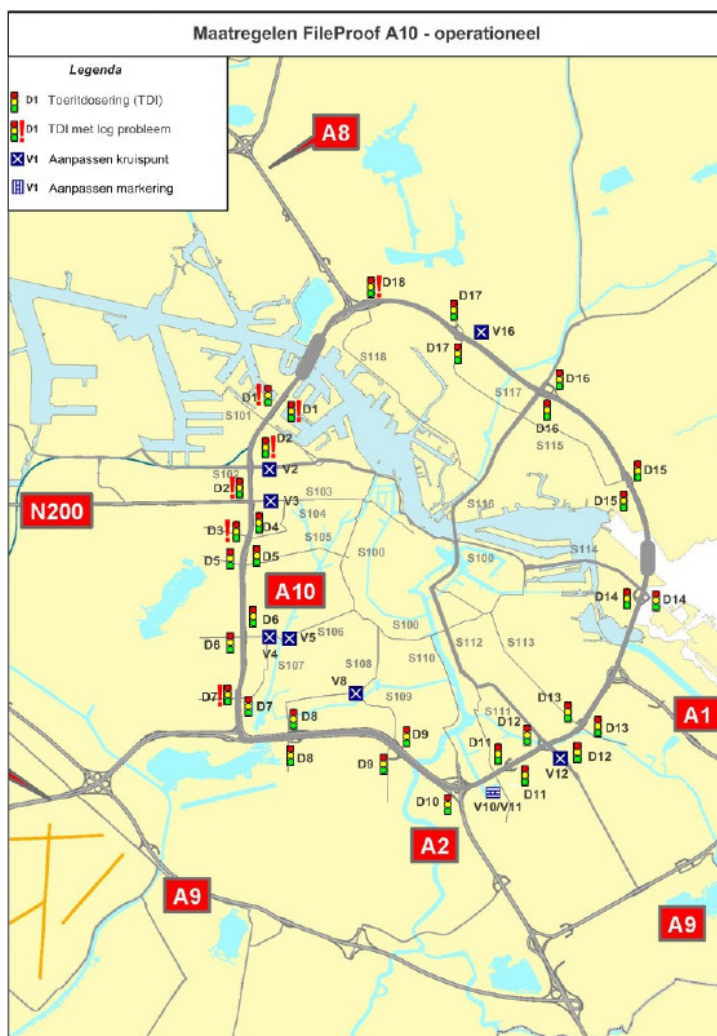 Maatregelen FileProof A10 - operationeel
Legenda
D1 Toeritdosering (TDI)
D1 TDI met log probleem
V1 Aanpassen kruispunt
V1 Aanpassen markering
A8
D18
D17
V16
D17
S118
D16
S117
D1
D1
S101
D16
S115
D2
V2
S102
D15
D2
V3
S103
D15
N200
S104
D4
S116
D3
S105
D5
D5
S100
S100
S114
A10
D14
D14
D6
S106
S100
S112
S113
D6
V4
V5
S110
S107
S108
V8
D7
D7
S109
A1
D8
S111
D13
D12
D13
D9
D11
D8
D9
V12
D12
D11
D10
V10/V11
A2
A9
A9